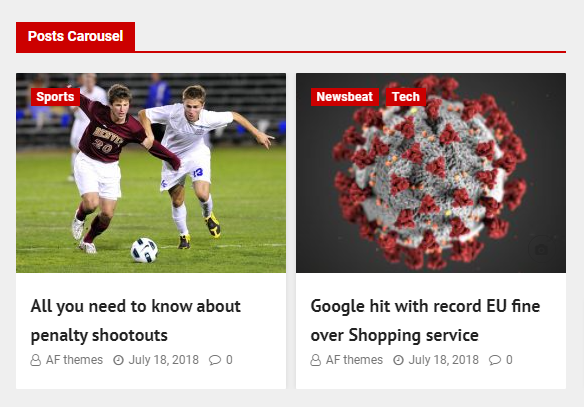 Posts Carousel
Sports
DENVER
20
13
Newsbeat Tech
All you need to know about
penalty shootouts
AF themes July 18, 2018 0
Google hit with record EU fine
over Shopping service
AF themes July 18, 2018 0